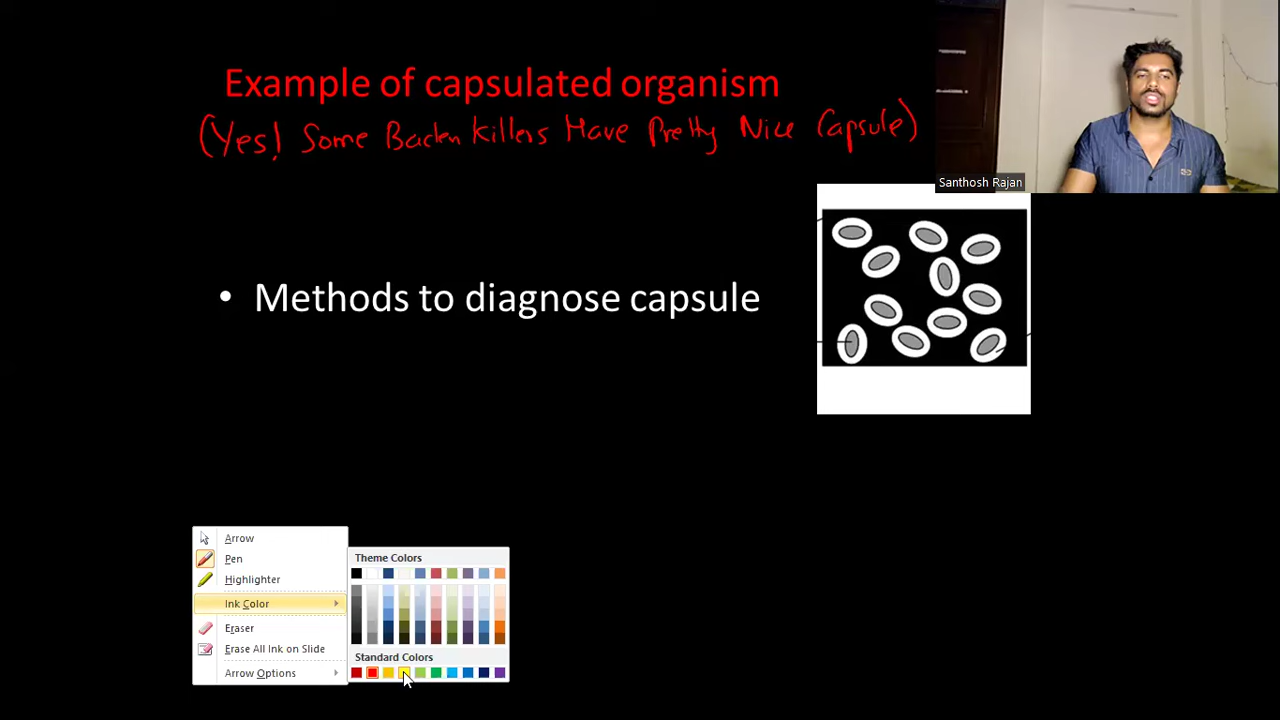 Example of capsulated organism
(Yes! Some Killers Have Pretty Nice Capsule)
Santhosh Rajan
• Methods to diagnose capsule
Arrow
Pen
Highlighter
Ink Color
Eraser
Erase All Ink on Slide
Arrow Options
Theme Colors
Standard Colors